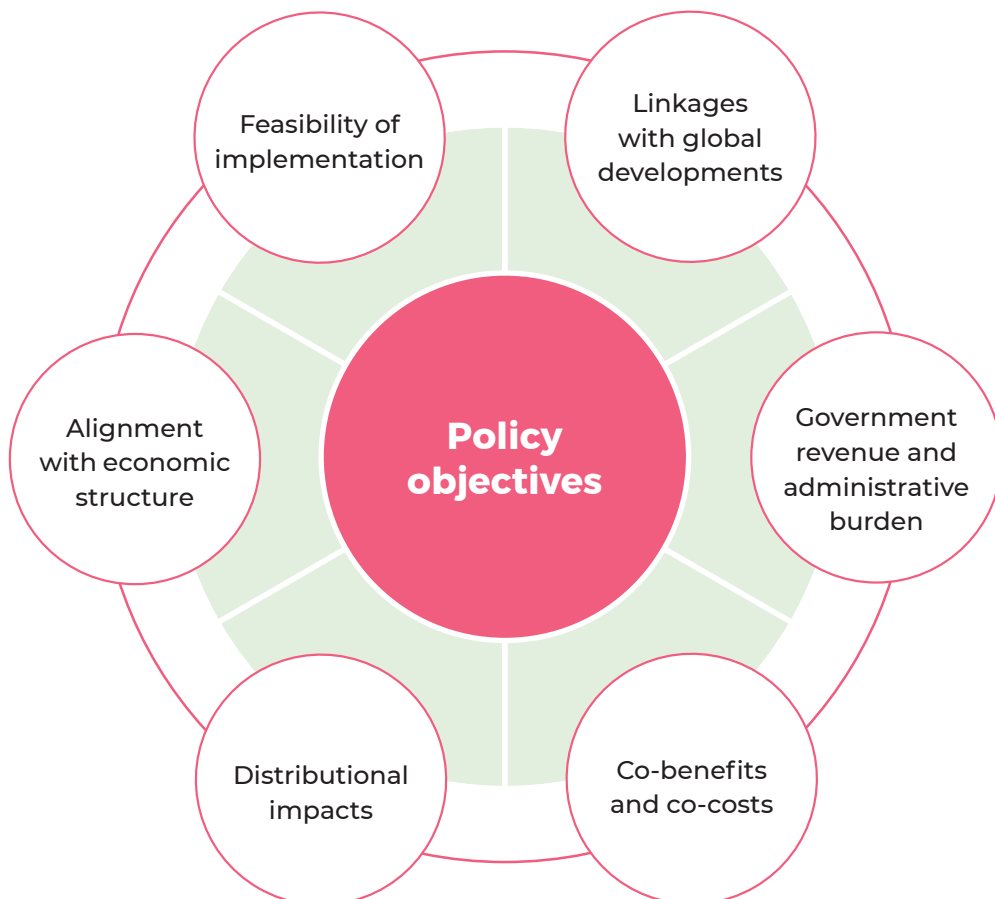 Feasibility of
implementation
Linkages
with global
developments
Alignment
with economic
structure
Policy
objectives
Government
revenue and
administrative
burden
Distributional
impacts
Co-benefits
and co-costs